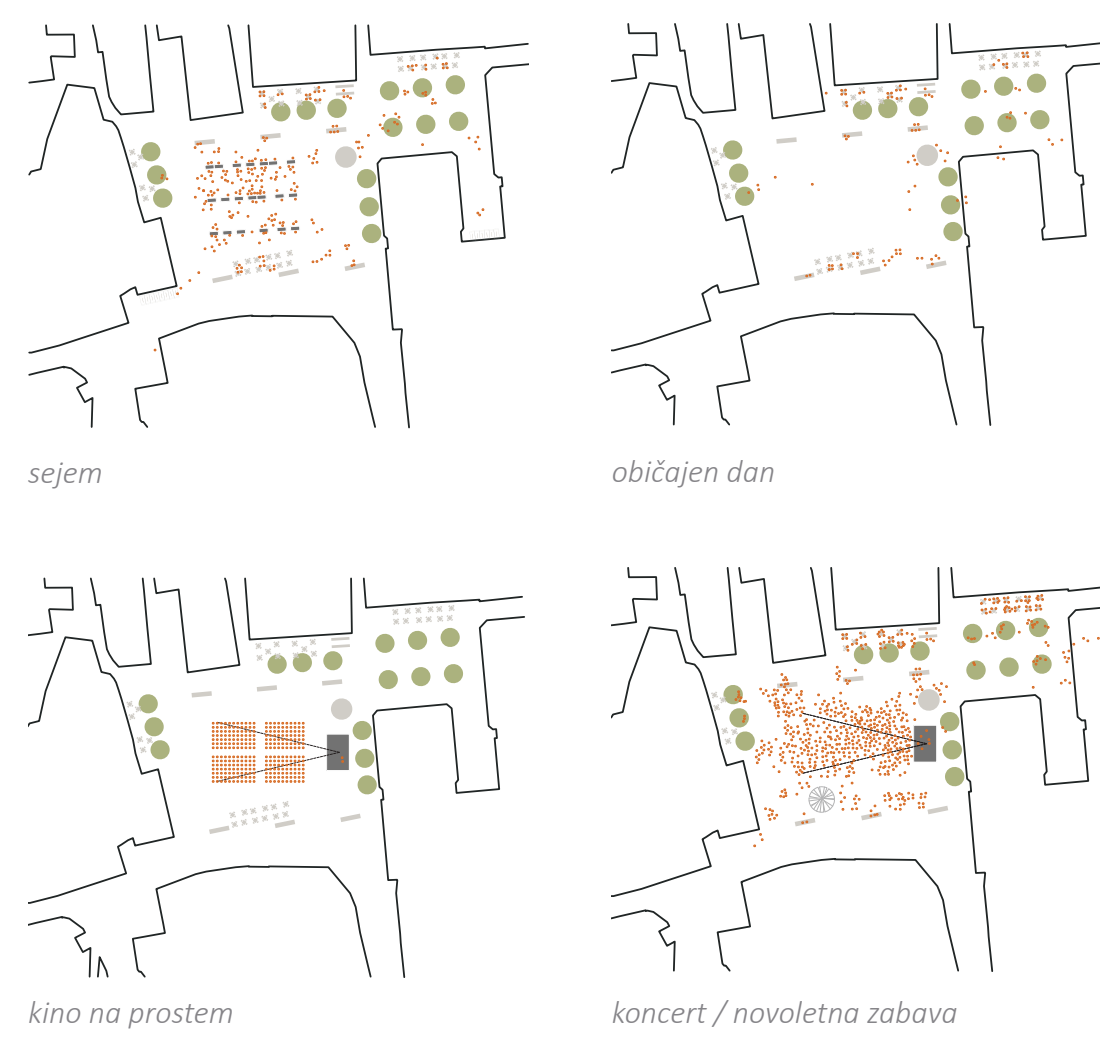 sejem
običajen dan
kino na prostem
koncert / novoletna zabava